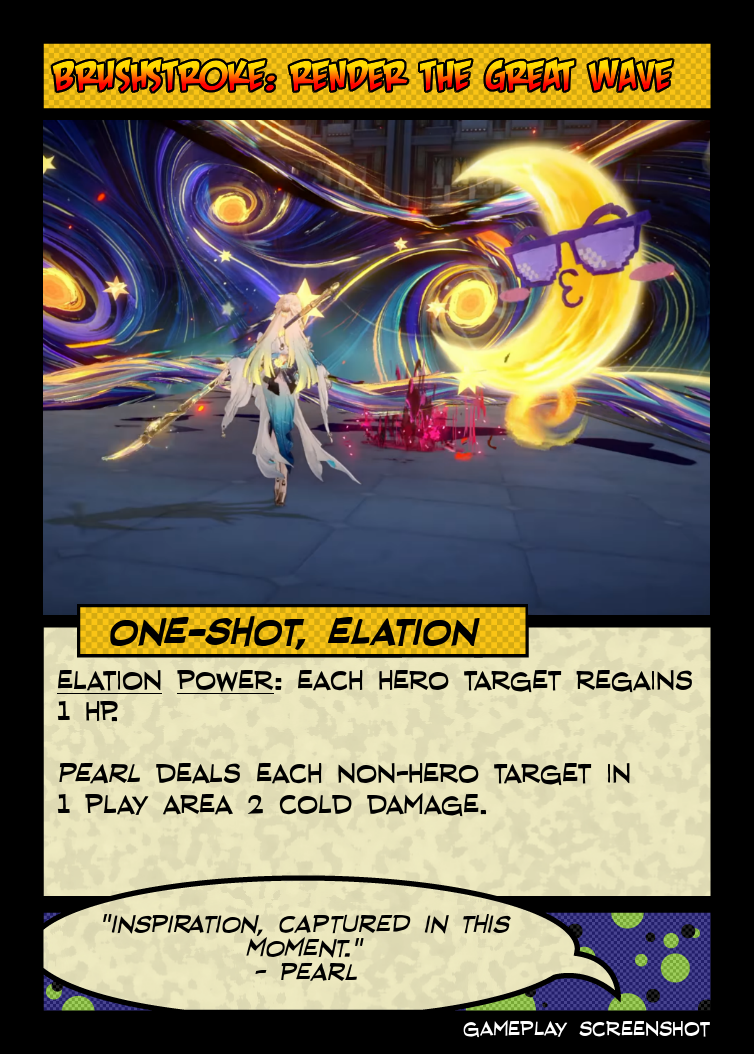 BRUSHSTROKE: RENDER THE GREAT WAVE
ONE-SHOT, ELATION
ELATION POWER: EACH HERO TARGET REGAINS
1 HP.
PEARL DEALS EACH NON-HERO TARGET IN
1 PLAY AREA 2 COLD DAMAGE.
"INSPIRATION, CAPTURED IN THIS
MOMENT."
- PEARL
GAMEPLAY SCREENSHOT